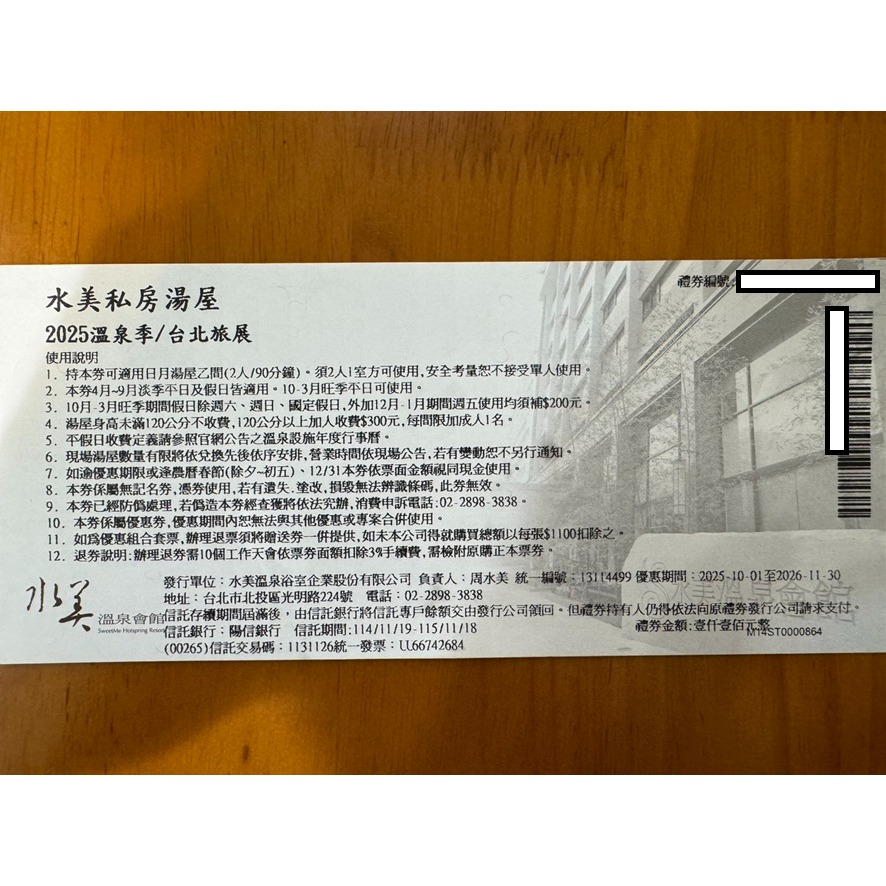 禮券編號:
水美私房湯屋
2025溫泉季/台北旅展
使用說明
1. 持本券可適用日月湯屋乙間(2人/90分鐘)。須2人1室方可使用,安全考量恕不接受單人使用。
2. 本券4月~9月淡季平日及假日皆適用。10-3月旺季平日可使用。
3. 10月-3月旺季期間假日除週六、週日、國定假日,外加12月-1月期間週五使用均須補$200元。
4. 湯屋身高未滿120公分不收費,120公分以上加人收費$300元,每間限加成人1名。
5. 平假日收費定義請參照官網公告之溫泉設施年度行事曆。
6. 現場湯屋數量有限將依兌換先後依序安排,營業時間依現場公告,若有變動恕不另行通知。
7. 如逾優惠期限或逢農曆春節(除夕~初五)、12/31本券依票面金額視同現金使用。
8. 本券係屬無記名券,憑券使用,若有遺失.塗改,損毀無法辨識條碼,此券無效。
9. 本券已經防偽處理,若偽造本券經查獲將依法究辦,消費申訴電話:02-2898-3838。
10. 本券係屬優惠券,優惠期間內恕無法與其他優惠或專案合併使用。
11. 如為優惠組合套票,辦理退票須將贈送券一併提供,如未本公司得就購買總額以每張$1100扣除之。
12. 退券說明:辦理退券需10個工作天會依票券面額扣除3%手續費,需檢附原購正本票券。
水美 溫泉會館
SweetMe Hotspring Resort
發行單位：水美溫泉浴室企業股份有限公司 負責人：周水美 統一編號：13114499 優惠期間：2025-10-01至2026-11-30
地址：台北市北投區光明路224號 電話：02-2898-3838
信託存續期間屆滿後,由信託銀行將信託專戶餘額交由發行公司領回。但禮券持有人仍得依法向原禮券發行公司請求支付。
信託銀行：陽信銀行 信託期間:114/11/19-115/11/18
禮券金額:壹仟壹佰元整
M14ST0000864
(00265)信託交易碼：1131126統一發票：UU66742684
水美溫泉會館